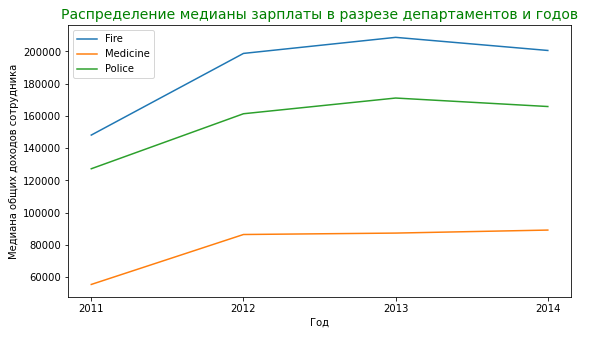 Распределение медианы зарплаты в разрезе департаментов и годов
Fire
Medicine
Police
Медиана общих доходов сотрудника
200000
180000
160000
140000
120000
100000
80000
60000
2011
2012
2013
2014
Год